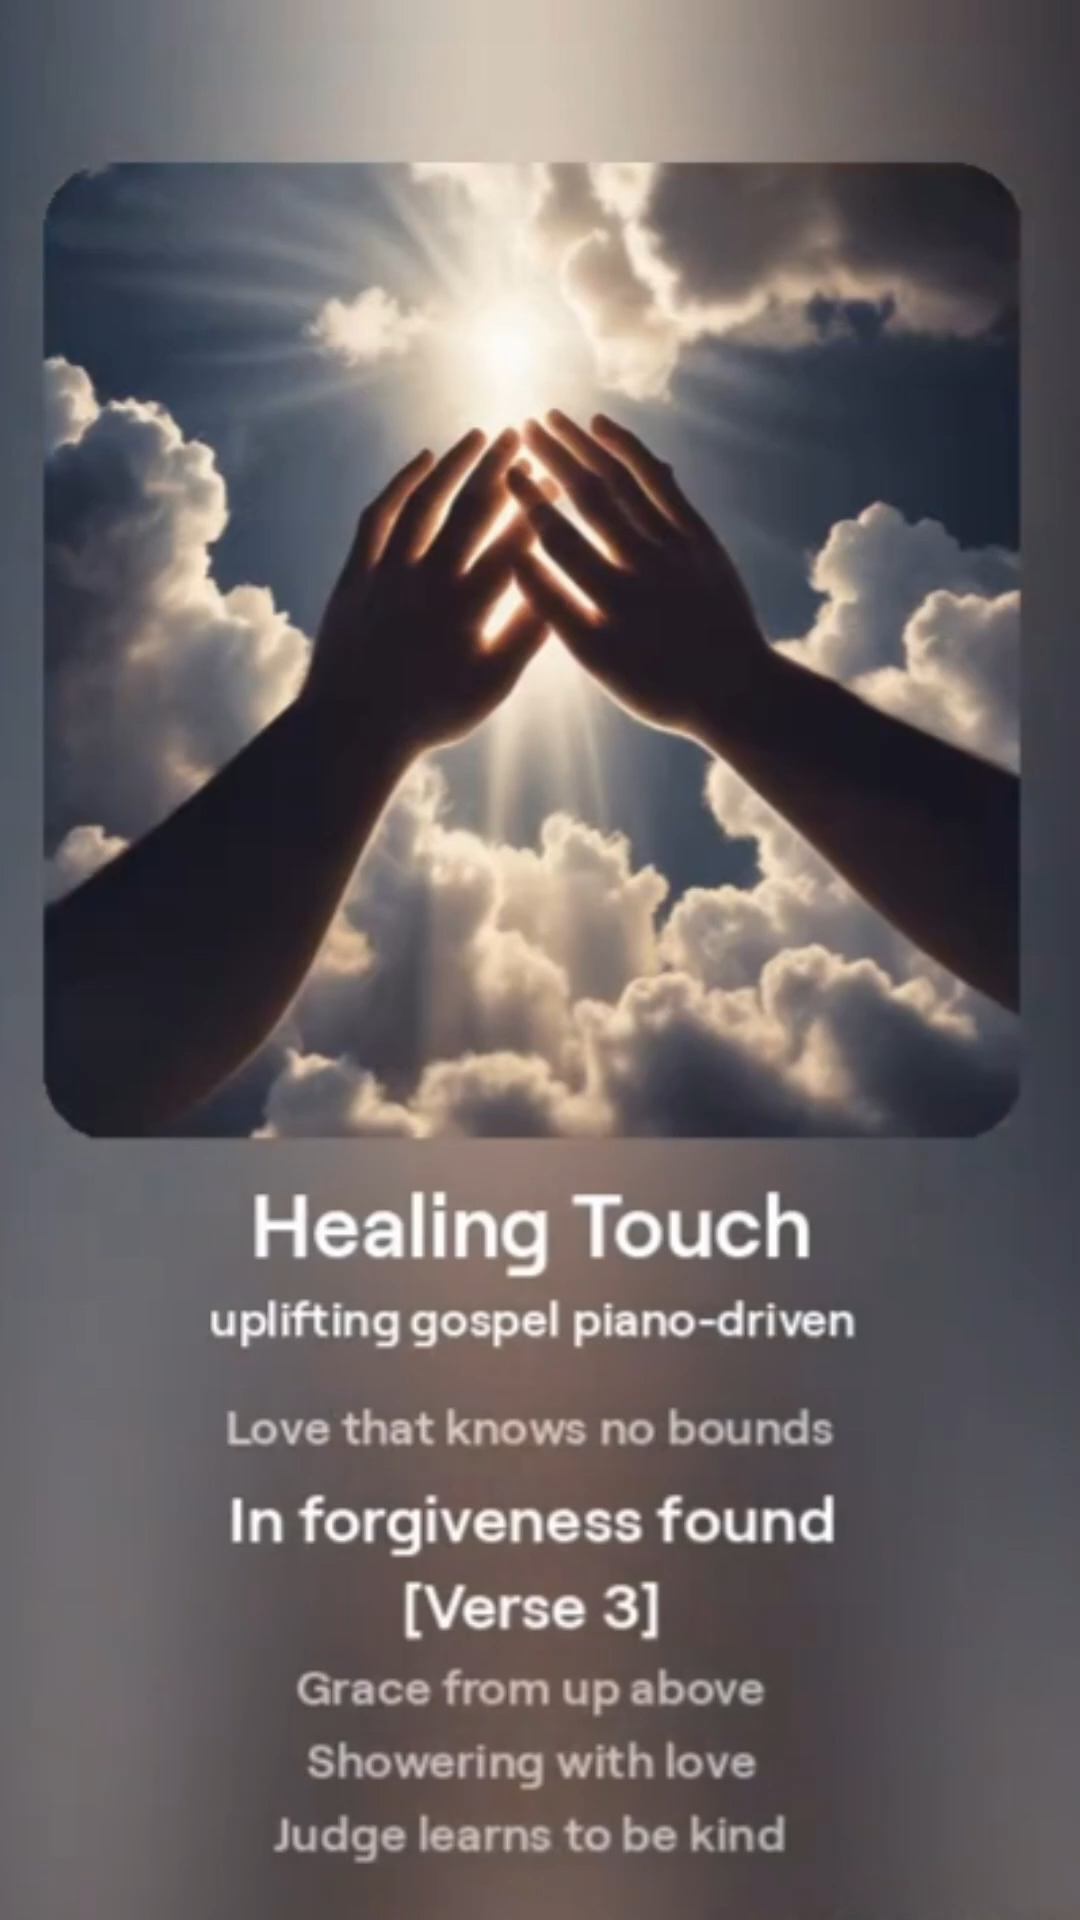 Healing Touch
uplifting gospel piano-driven
Love that knows no bounds
In forgiveness found
[Verse 3]
Grace from up above
Showering with love
Judge learns to be kind